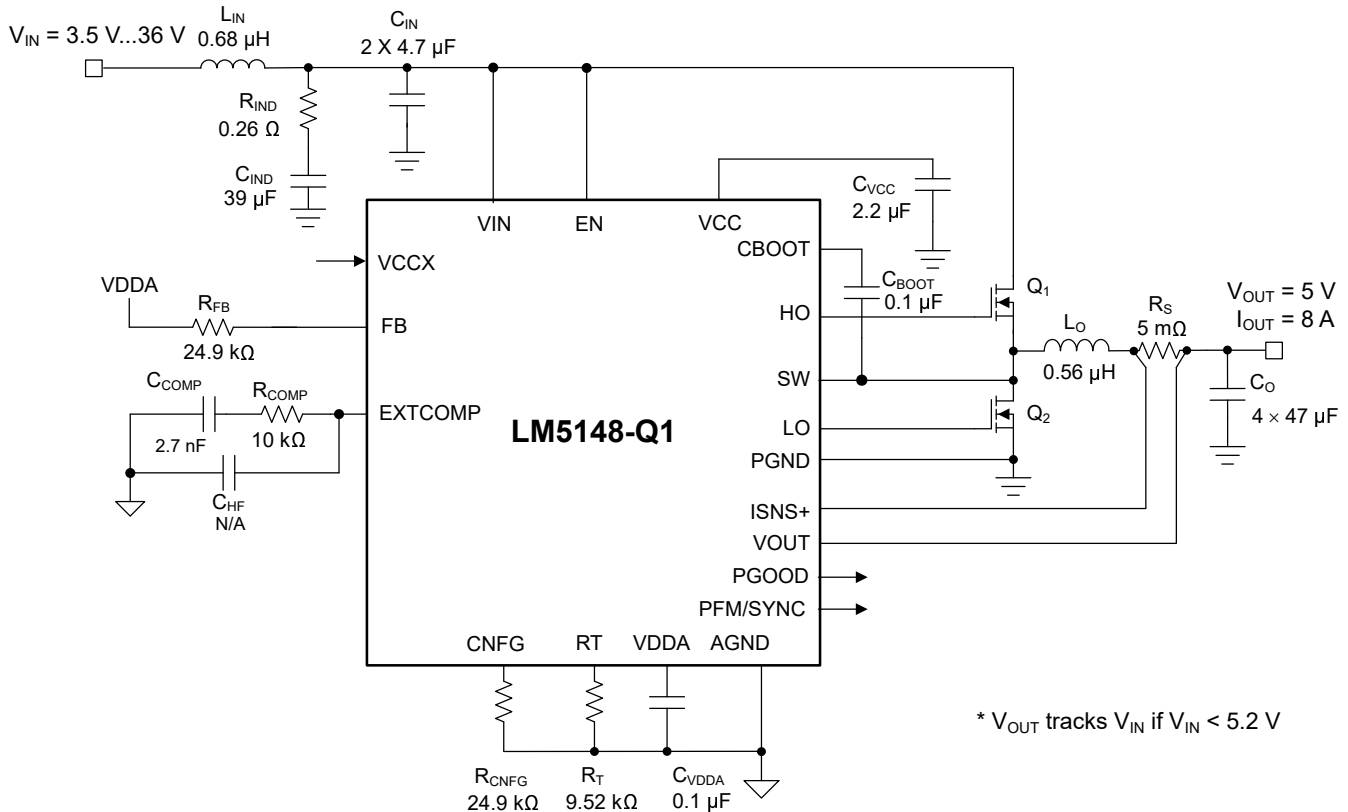 V_IN = 3.5 V...36 V
L_IN
0.68 µH
C_IN
2 X 4.7 µF
R_IND
0.26 Ω
C_IND
39 µF
C_VCC
2.2 µF
VIN
EN
VCC
VCCX
CBOOT
C_BOOT
0.1 µF
VDDA
R_FB
24.9 kΩ
FB
HO
Q_1
L_O
0.56 µH
R_S
5 mΩ
V_OUT = 5 V
I_OUT = 8 A
C_COMP
2.7 nF
R_COMP
10 kΩ
EXTCOMP
C_HF
N/A
LM5148-Q1
SW
LO
Q_2
C_O
4 × 47 µF
PGND
ISNS+
VOUT
PGOOD
PFM/SYNC
CNFG
RT
VDDA
AGND
* V_OUT tracks V_IN if V_IN < 5.2 V
R_CNFG
24.9 kΩ
R_T
9.52 kΩ
C_VDDA
0.1 µF